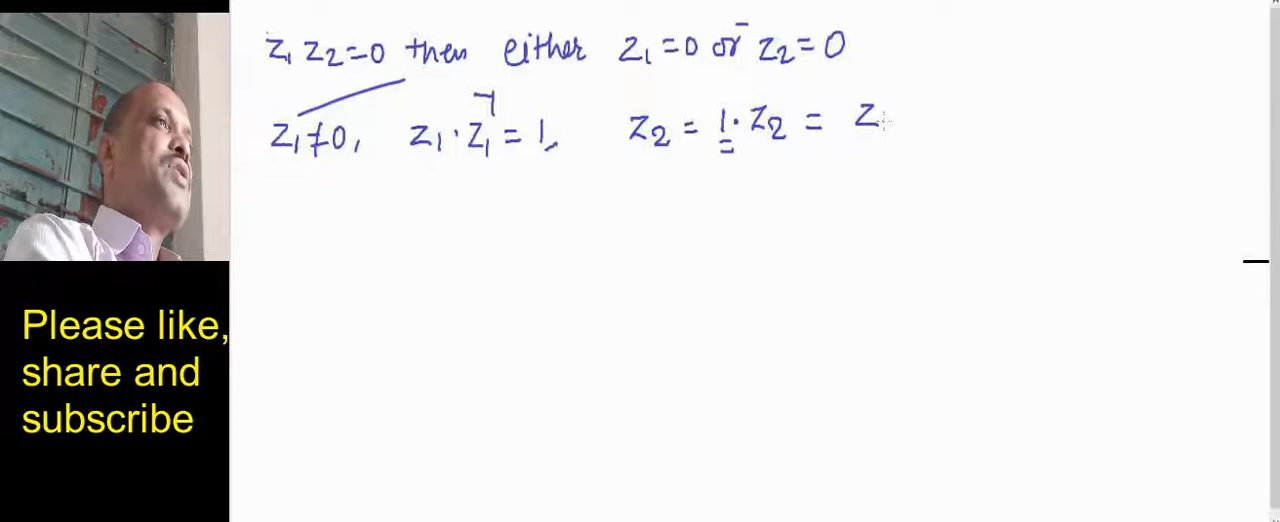 z₁ z₂ = 0 then either z₁ = 0 or z₂ = 0
z₁ ≠ 0, z₁ · z₁⁻¹ = 1, z₂ = 1 · z₂ = z
Please like,
share and
subscribe